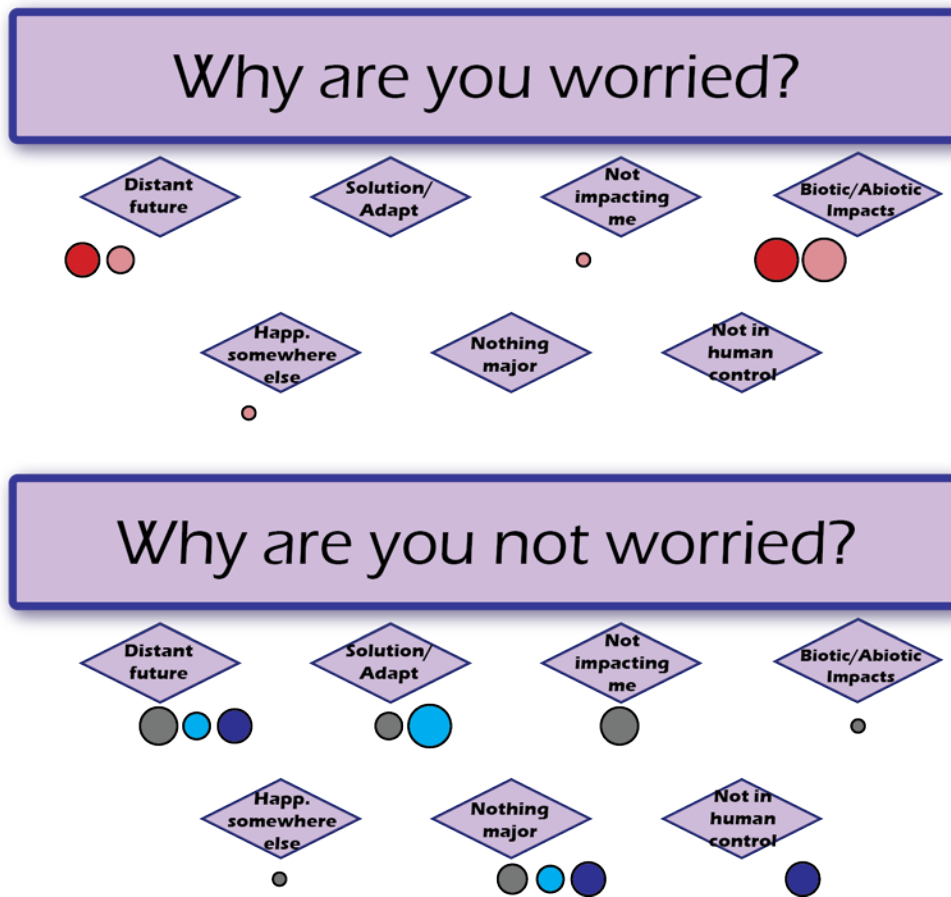 Why are you worried?
Distant
future
Solution/
Adapt
Not
impacting
me
Biotic/Abiotic
Impacts
Happ.
somewhere
else
Nothing
major
Not in
human
control
Why are you not worried?
Distant
future
Solution/
Adapt
Not
impacting
me
Biotic/Abiotic
Impacts
Happ.
somewhere
else
Nothing
major
Not in
human
control